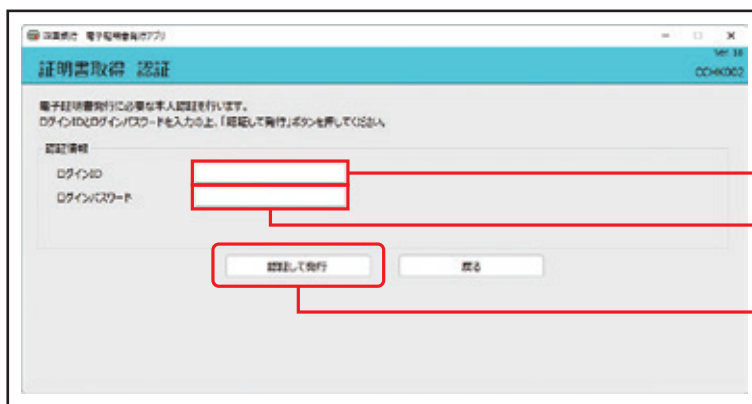 電子証明書発行アプリ
Ver 1.0
証明書取得 認証
CCHK002
電子証明書発行に必要な本人認証を行います。
ログインIDとログインパスワードを入力の上、「認証して発行」ボタンを押してください。
認証情報
ログインID
ログインパスワード
認証して発行
戻る